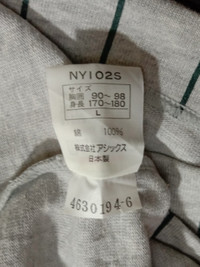 NY102S
サイズ
胸囲 90〜98
身長 170〜180
L
綿 100%
株式会社アシックス
日本製
4630194-6